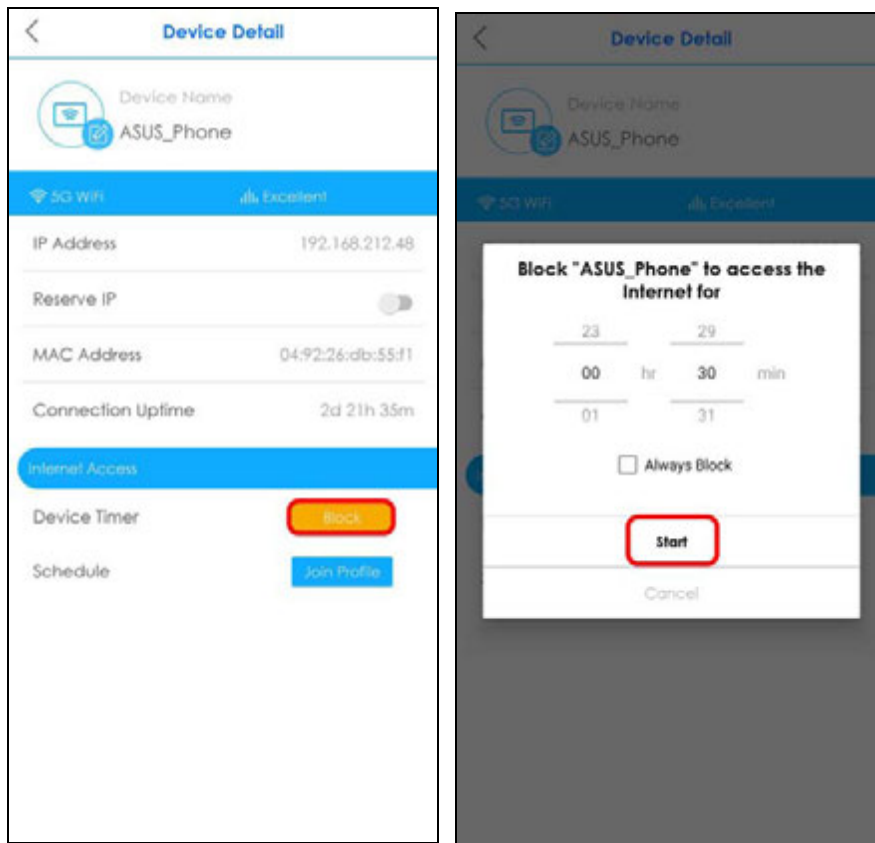 Device Detail
Device Name
ASUS_Phone
5G WiFi Excellent
IP Address 192.168.212.48
Reserve IP
MAC Address 04:92:26:db:55:f1
Connection Uptime 2d 21h 35m
Internet Access
Device Timer Block
Schedule Join Profile
Device Detail
Device Name
ASUS_Phone
5G WiFi Excellent
Block "ASUS_Phone" to access the
Internet for
23 29
00 hr 30 min
01 31
Always Block
Start
Cancel